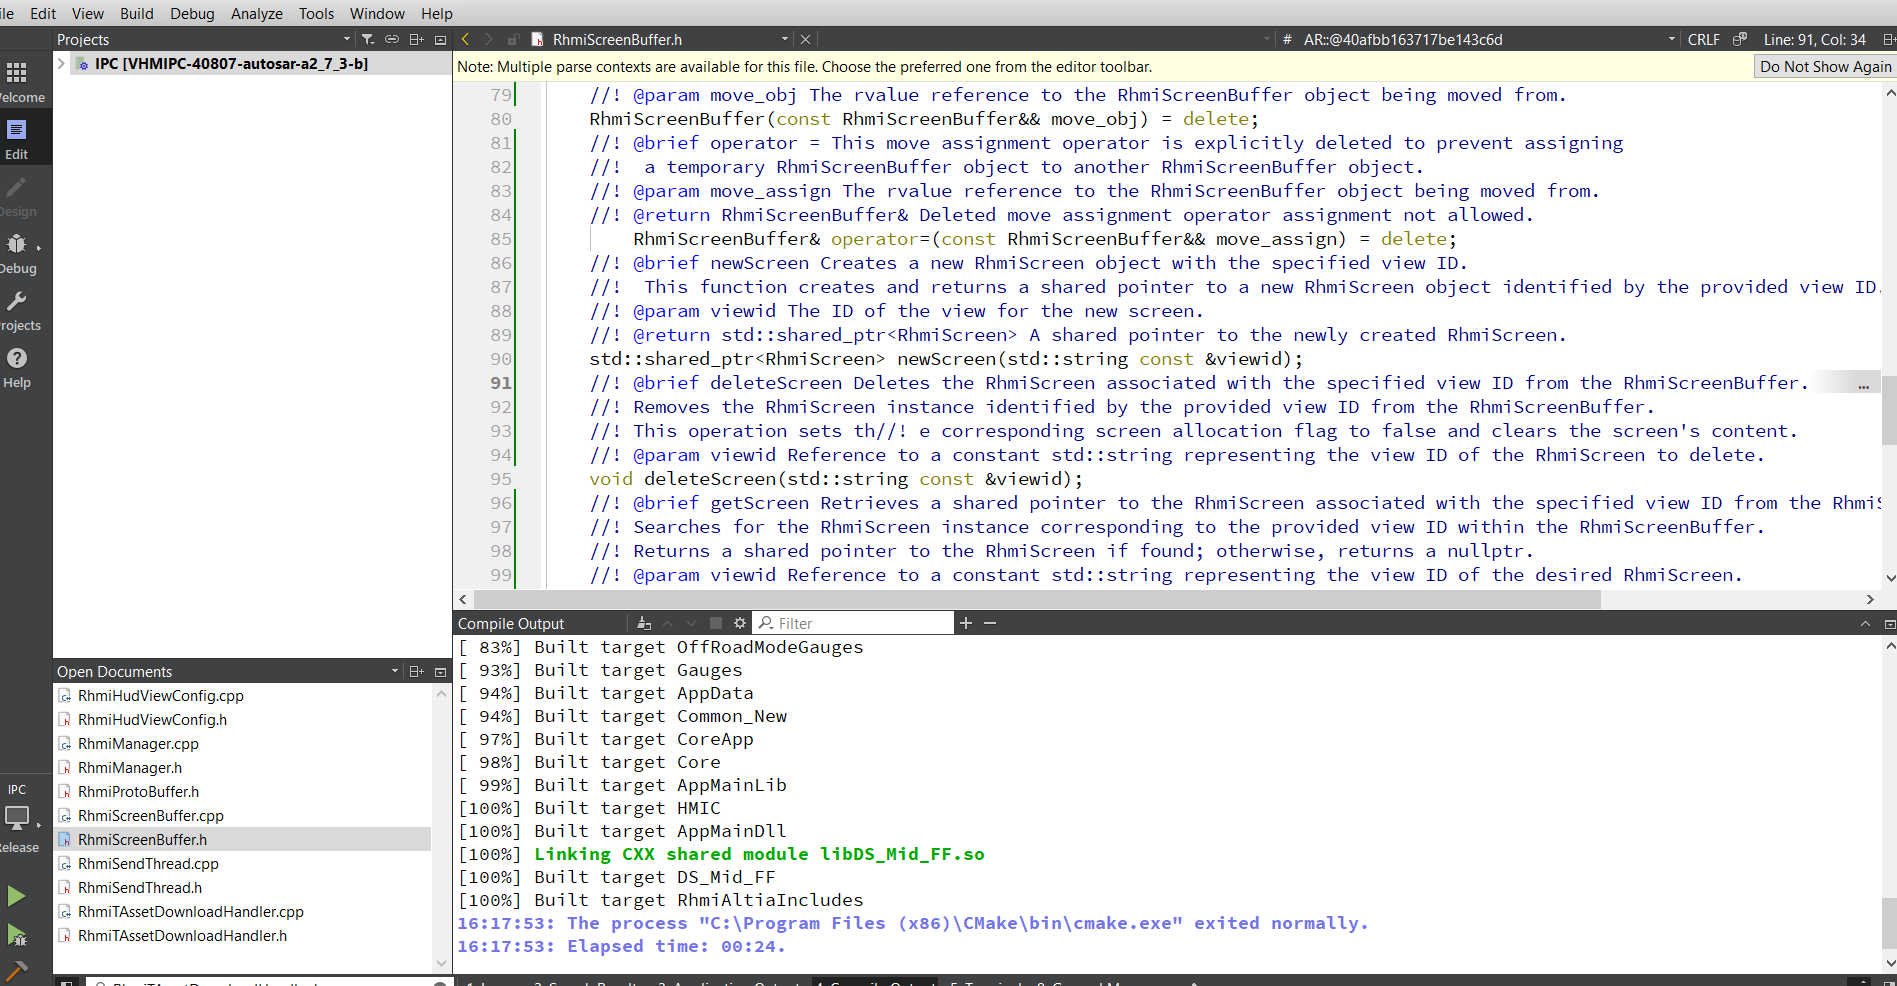 Edit View Build Debug Analyze Tools Window Help
Projects
RhmiScreenBuffer.h
# AR::@40afbb163717be143c6d
CRLF
Line: 91, Col: 34
IPC [VHMIPC-40807-autosar-a2_7_3-b]
Note: Multiple parse contexts are available for this file. Choose the preferred one from the editor toolbar.
Do Not Show Again
elcome
Edit
Design
Debug
rojects
Help
IPC
elease
79 //! @param move_obj The rvalue reference to the RhmiScreenBuffer object being moved from.
80 RhmiScreenBuffer(const RhmiScreenBuffer&& move_obj) = delete;
81 //! @brief operator = This move assignment operator is explicitly deleted to prevent assigning
82 //!  a temporary RhmiScreenBuffer object to another RhmiScreenBuffer object.
83 //! @param move_assign The rvalue reference to the RhmiScreenBuffer object being moved from.
84 //! @return RhmiScreenBuffer& Deleted move assignment operator assignment not allowed.
85 RhmiScreenBuffer& operator=(const RhmiScreenBuffer&& move_assign) = delete;
86 //! @brief newScreen Creates a new RhmiScreen object with the specified view ID.
87 //!  This function creates and returns a shared pointer to a new RhmiScreen object identified by the provided view ID.
88 //! @param viewid The ID of the view for the new screen.
89 //! @return std::shared_ptr<RhmiScreen> A shared pointer to the newly created RhmiScreen.
90 std::shared_ptr<RhmiScreen> newScreen(std::string const &viewid);
91 //! @brief deleteScreen Deletes the RhmiScreen associated with the specified view ID from the RhmiScreenBuffer. ...
92 //! Removes the RhmiScreen instance identified by the provided view ID from the RhmiScreenBuffer.
93 //! This operation sets th//! e corresponding screen allocation flag to false and clears the screen's content.
94 //! @param viewid Reference to a constant std::string representing the view ID of the RhmiScreen to delete.
95 void deleteScreen(std::string const &viewid);
96 //! @brief getScreen Retrieves a shared pointer to the RhmiScreen associated with the specified view ID from the RhmiS
97 //! Searches for the RhmiScreen instance corresponding to the provided view ID within the RhmiScreenBuffer.
98 //! Returns a shared pointer to the RhmiScreen if found; otherwise, returns a nullptr.
99 //! @param viewid Reference to a constant std::string representing the view ID of the desired RhmiScreen.
Open Documents
RhmiHudViewConfig.cpp
RhmiHudViewConfig.h
RhmiManager.cpp
RhmiManager.h
RhmiProtoBuffer.h
RhmiScreenBuffer.cpp
RhmiScreenBuffer.h
RhmiSendThread.cpp
RhmiSendThread.h
RhmiTAssetDownloadHandler.cpp
RhmiTAssetDownloadHandler.h
Compile Output
Filter
[ 83%] Built target OffRoadModeGauges
[ 93%] Built target Gauges
[ 94%] Built target AppData
[ 94%] Built target Common_New
[ 97%] Built target CoreApp
[ 98%] Built target Core
[ 99%] Built target AppMainLib
[100%] Built target HMIC
[100%] Built target AppMainDll
[100%] Linking CXX shared module libDS_Mid_FF.so
[100%] Built target DS_Mid_FF
[100%] Built target RhmiAltiaIncludes
16:17:53: The process "C:\Program Files (x86)\CMake\bin\cmake.exe" exited normally.
16:17:53: Elapsed time: 00:24.